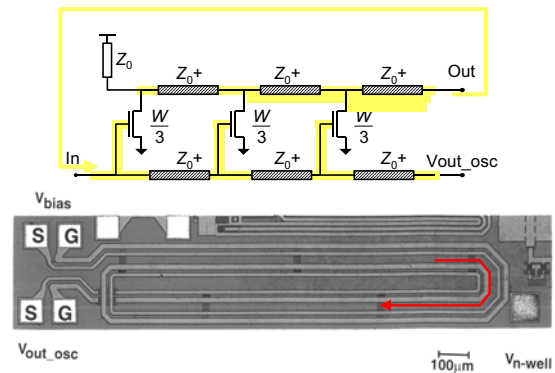 Z0
Z0+ Z0+ Z0+ Out
W/3 W/3 W/3
In Z0+ Z0+ Z0+ Vout_osc
Vbias
S G
S G
Vout_osc 100μm Vn-well